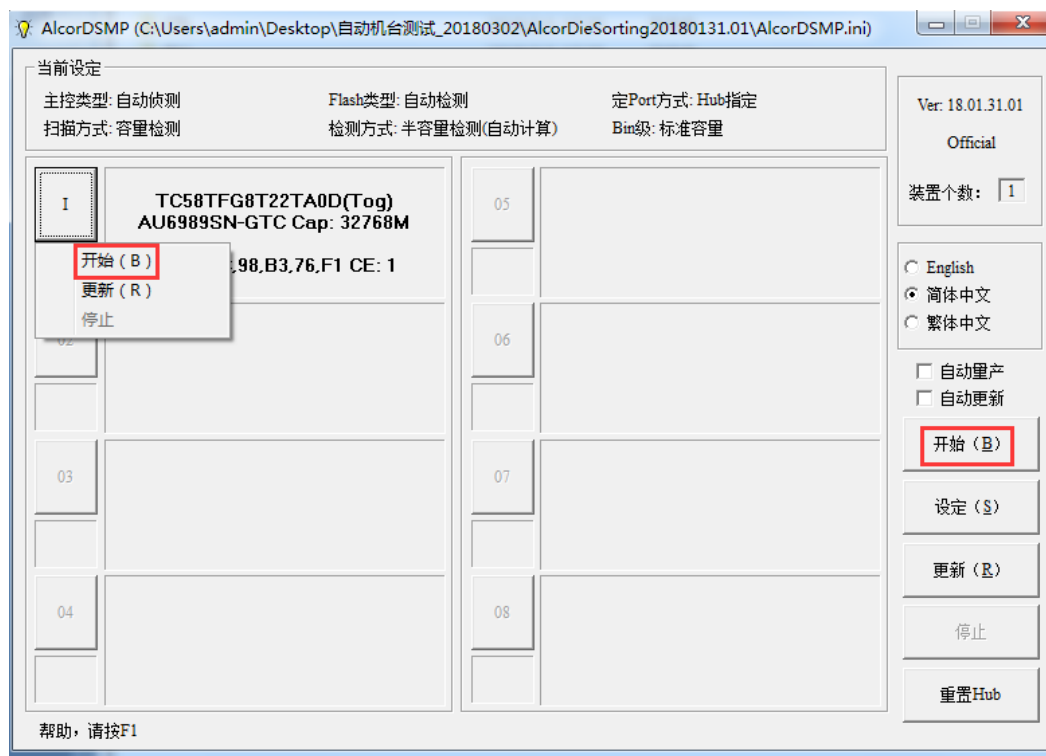 AlcorDSMP (C:\Users\admin\Desktop\自动机台测试_20180302\AlcorDieSorting20180131.01\AlcorDSMP.ini)
当前设定
主控类型: 自动侦测 Flash类型: 自动检测 定Port方式: Hub指定
扫描方式: 容量检测 检测方式: 半容量检测(自动计算) Bin级: 标准容量
Ver: 18.01.31.01
Official
装置个数: 1
I
TC58TFG8T22TA0D(Tog)
AU6989SN-GTC Cap: 32768M
,98,B3,76,F1 CE: 1
开始(B)
更新(R)
停止
02
03
04
05
06
07
08
English
简体中文
繁体中文
自动量产
自动更新
开始(B)
设定(S)
更新(R)
停止
重置Hub
帮助,请按F1